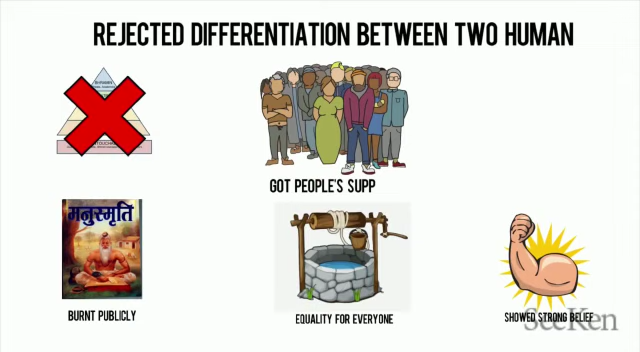 REJECTED DIFFERENTIATION BETWEEN TWO HUMAN
GOT PEOPLE'S SUPP
मनुस्मृति
BURNT PUBLICLY
EQUALITY FOR EVERYONE
SHOWED STRONG BELIEF
SeeKen